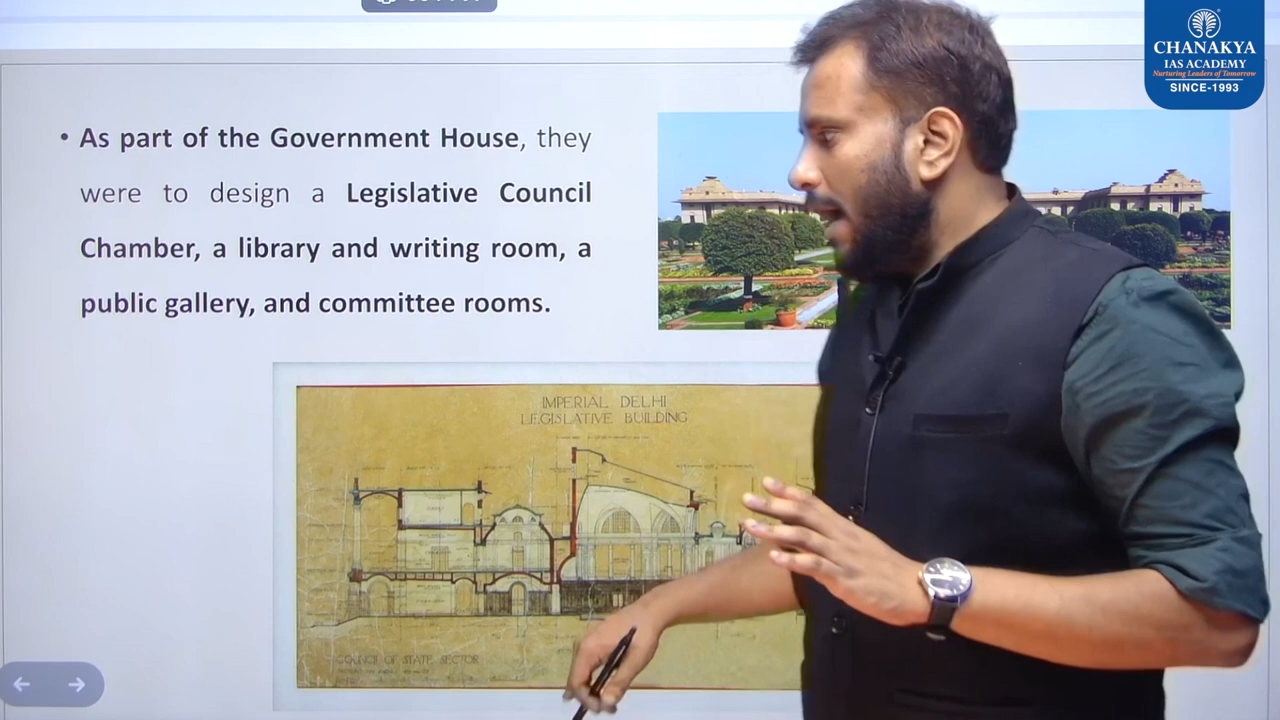 CHANAKYA
IAS ACADEMY
Nurturing Leaders of Tomorrow
SINCE-1993
• As part of the Government House, they
were to design a Legislative Council
Chamber, a library and writing room, a
public gallery, and committee rooms.
IMPERIAL DELHI
LEGISLATIVE BUILDING
COUNCIL OF STATE SECTOR